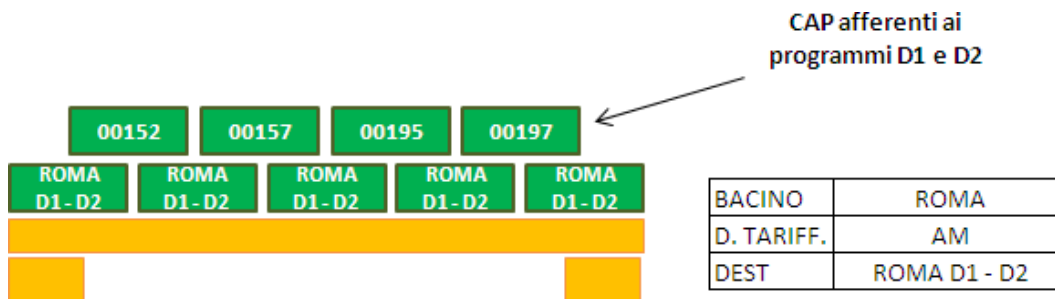 CAP afferenti ai
programmi D1 e D2
00152 00157 00195 00197
ROMA ROMA ROMA ROMA ROMA
D1 - D2 D1 - D2 D1 - D2 D1 - D2 D1 - D2
BACINO ROMA
D. TARIFF. AM
DEST ROMA D1 - D2